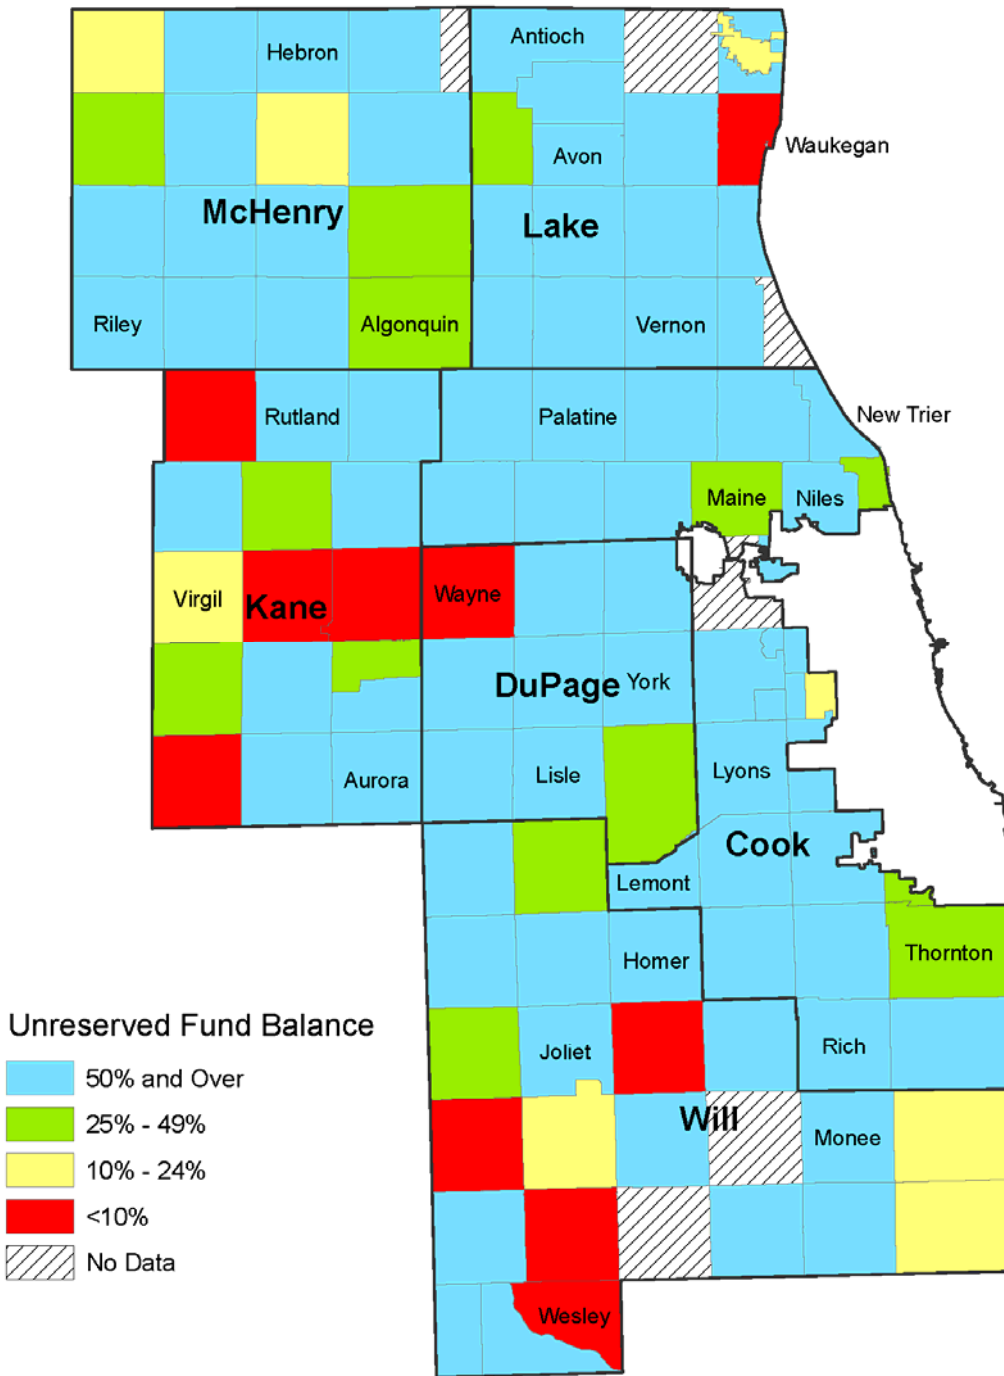 Hebron
Antioch
Avon
Waukegan
McHenry
Lake
Riley
Algonquin
Vernon
Rutland
Palatine
New Trier
Maine
Niles
Virgil
Kane
Wayne
DuPage
York
Aurora
Lisle
Lyons
Cook
Lemont
Homer
Thornton
Unreserved Fund Balance
50% and Over
25% - 49%
10% - 24%
<10%
No Data
Joliet
Rich
Will
Monee
Wesley